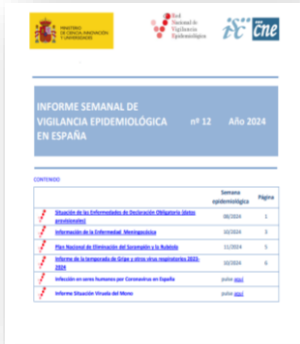 MINISTERIO
DE CIENCIA, INNOVACIÓN
Y UNIVERSIDADES
Red
Nacional de
Vigilancia
Epidemiológica
isc
cne
INFORME SEMANAL DE
VIGILANCIA EPIDEMIOLÓGICA nº 12 Año 2024
EN ESPAÑA
CONTENIDO
Semana
epidemiológica Página
Situación de las Enfermedades de Declaración Obligatoria (datos
provisionales) 08/2024 1
Información de la Enfermedad Meningocócica 10/2024 3
Plan Nacional de Eliminación del Sarampión y la Rubéola 11/2024 5
Informe de la temporada de Gripe y otros virus respiratorios 2023-
2024 10/2024 6
Infección en seres humanos por Coronavirus en España pulse aquí
Informe Situación Viruela del Mono pulse aquí